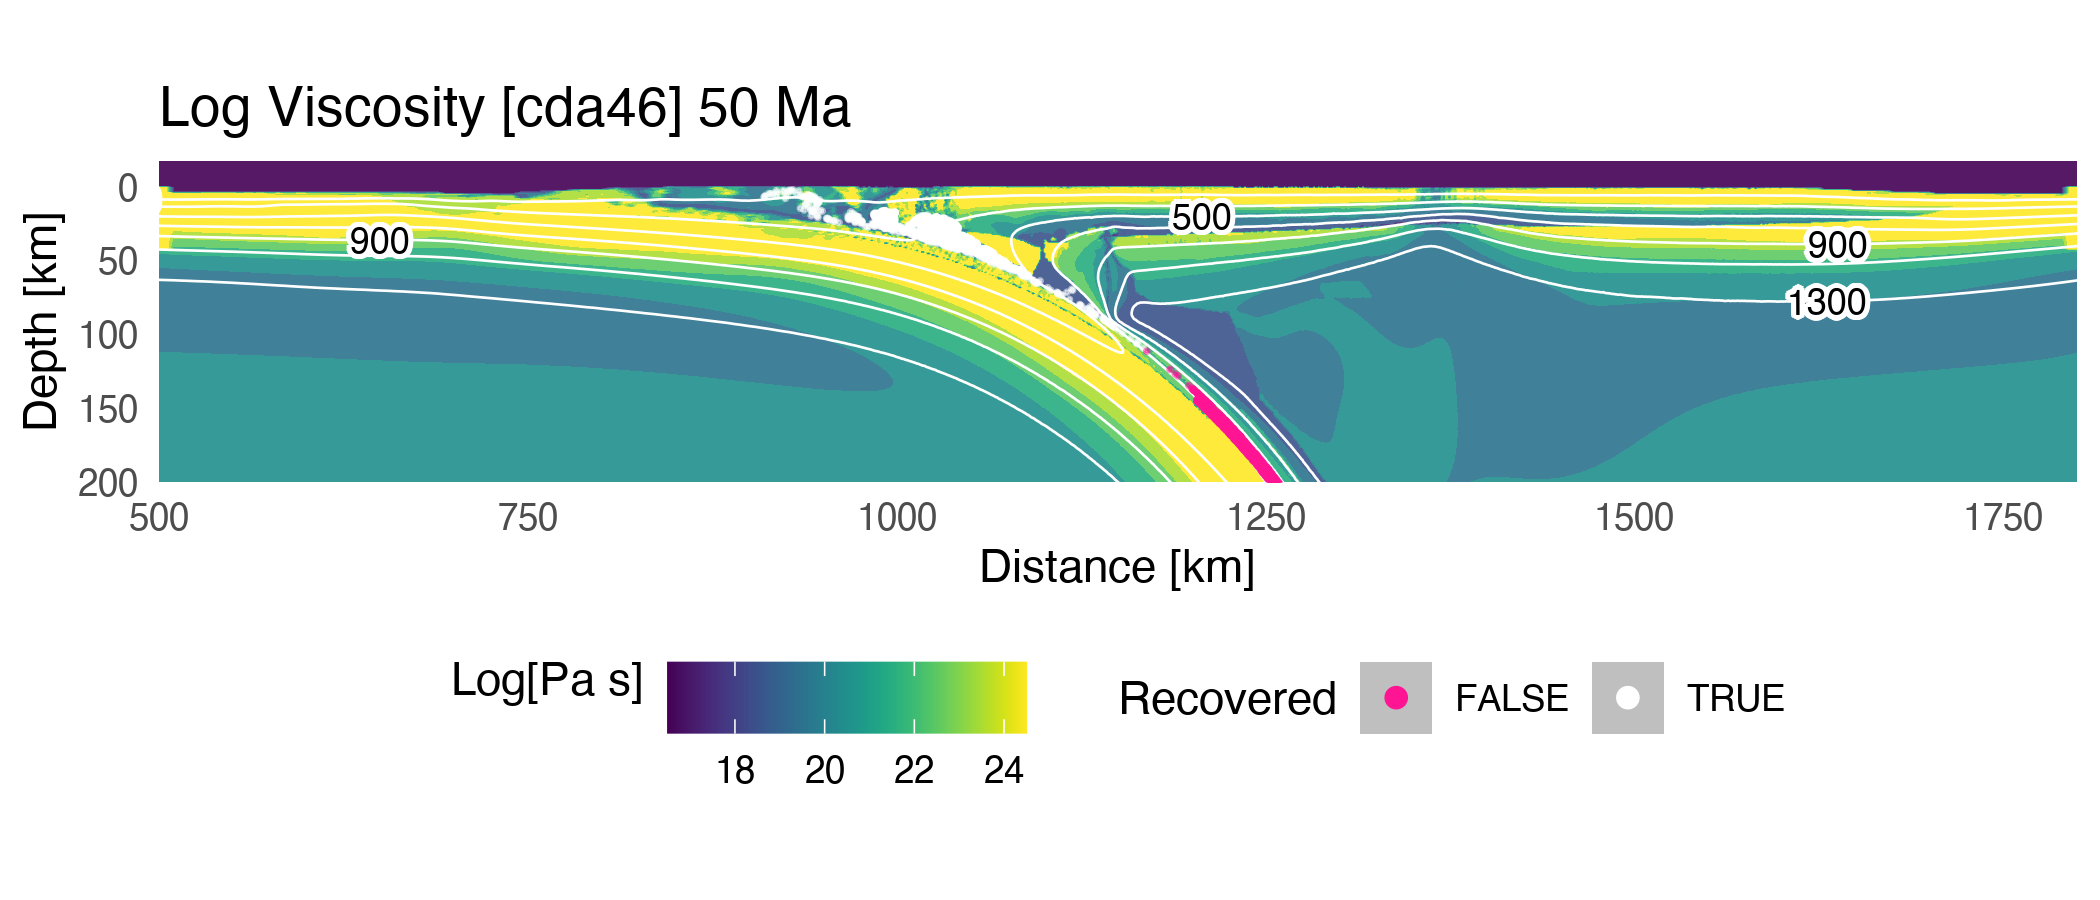 Log Viscosity [cda46] 50 Ma
Depth [km]
0
50
100
150
200
500
900
900
1300
500 750 1000 1250 1500 1750
Distance [km]
Log[Pa s]
18 20 22 24
Recovered FALSE TRUE